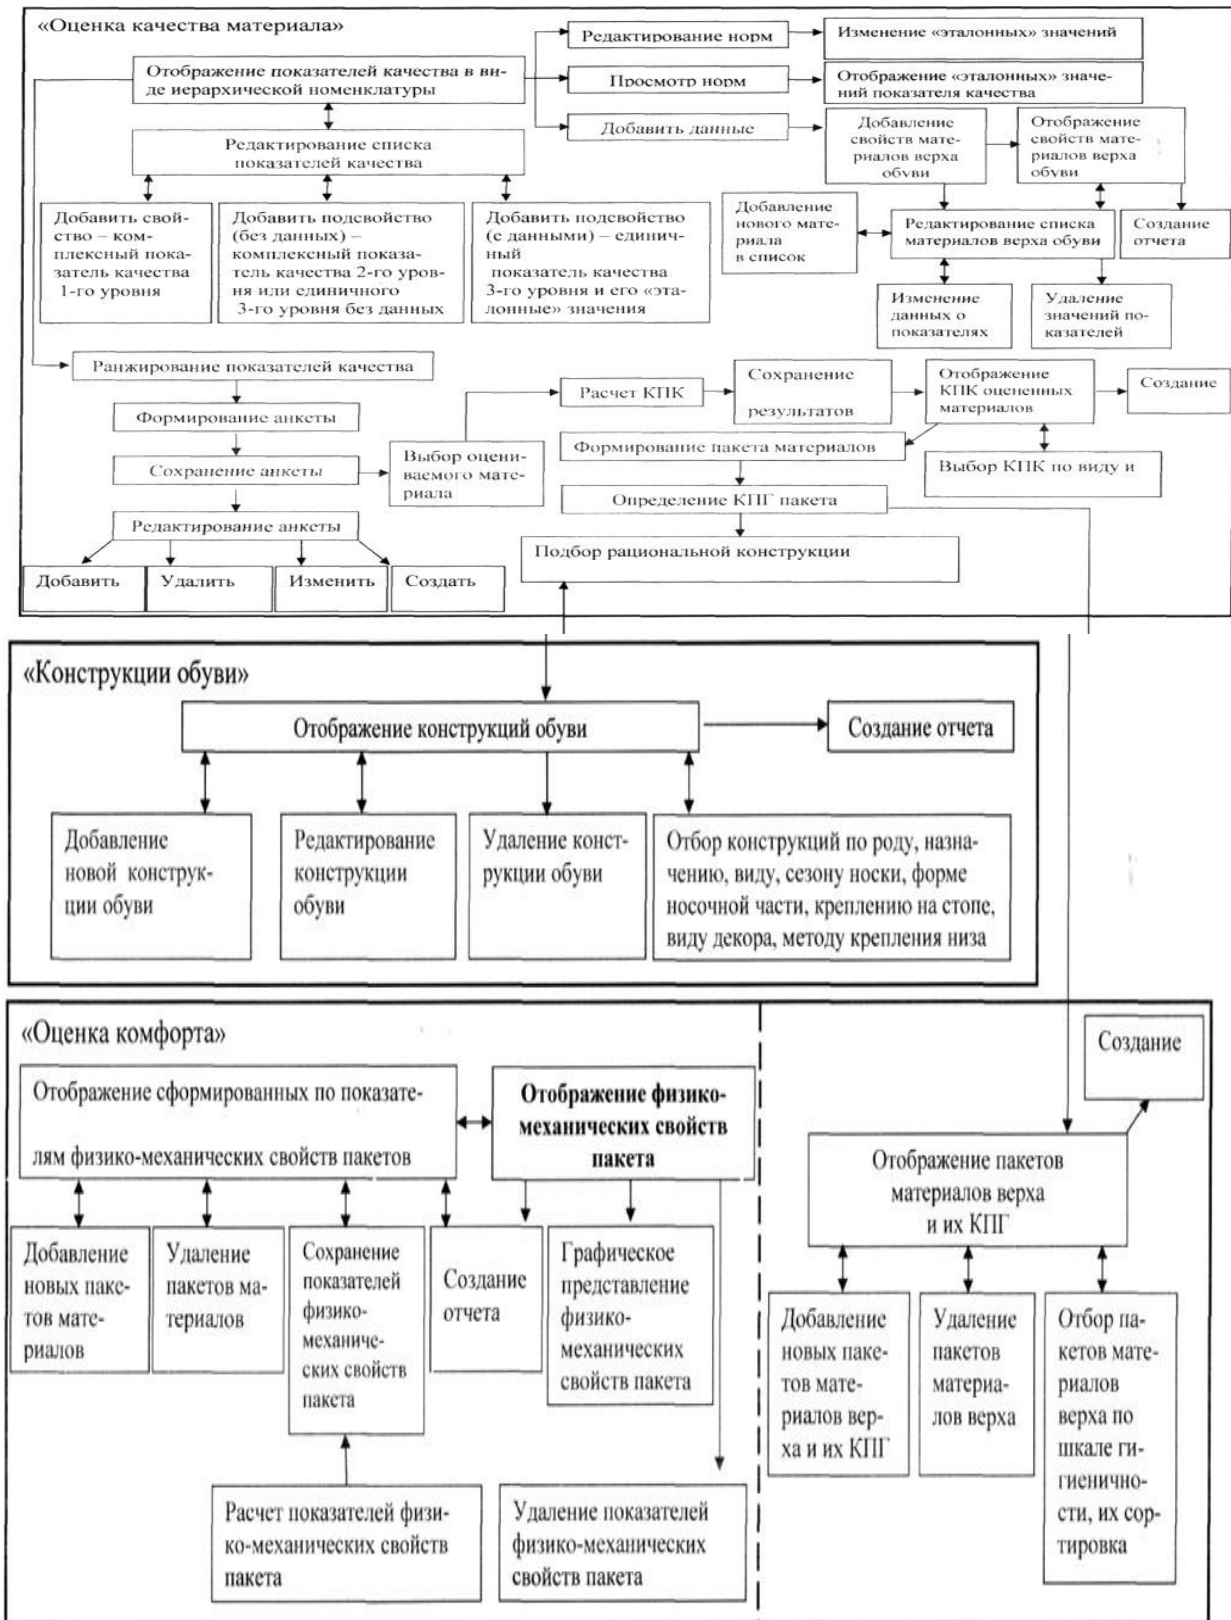 «Оценка качества материала»
Редактирование норм
Изменение «эталонных» значений
Отображение показателей качества в ви-
де иерархической номенклатуры
Просмотр норм
Отображение «эталонных» значе-
ний показателя качества
Добавить данные
Добавление
свойств мате-
риалов верха
обуви
Отображение
свойств мате-
риалов верха
обуви
Редактирование списка
показателей качества
Добавить свой-
ство – ком-
плексный пока-
затель качества
1-го уровня
Добавить подсвойство
(без данных) –
комплексный показа-
тель качества 2-го уров-
ня или единичного
3-го уровня без данных
Добавить подсвойство
(с данными) – единич-
ный
показатель качества
3-го уровня и его «эта-
лонные» значения
Добавление
нового мате-
риала
в список
Редактирование списка
материалов верха обуви
Создание
отчета
Изменение
данных о
показателях
Удаление
значений по-
казателей
Ранжирование показателей качества
Формирование анкеты
Сохранение анкеты
Редактирование анкеты
Добавить
Удалить
Изменить
Создать
Выбор оцени-
ваемого мате-
риала
Расчет КПК
Сохранение
результатов
Отображение
КПК оцененных
материалов
Создание
Формирование пакета материалов
Выбор КПК по виду и
Определение КПГ пакета
Подбор рациональной конструкции
«Конструкции обуви»
Отображение конструкций обуви
Создание отчета
Добавление
новой конструк-
ции обуви
Редактирование
конструкции
обуви
Удаление конст-
рукции обуви
Отбор конструкций по роду, назна-
чению, виду, сезону носки, форме
носочной части, креплению на стопе,
виду декора, методу крепления низа
«Оценка комфорта»
Отображение сформированных по показате-
лям физико-механических свойств пакетов
Отображение физико-
механических свойств
пакета
Добавление
новых паке-
тов мате-
риалов
Удаление
пакетов ма-
териалов
Сохранение
показателей
физико-
механиче-
ских свойств
пакета
Создание
отчета
Графическое
представление
физико-
механических
свойств пакета
Расчет показателей физи-
ко-механических свойств
пакета
Удаление показателей
физико-механических
свойств пакета
Создание
Отображение пакетов
материалов верха
и их КПГ
Добавление
новых паке-
тов мате-
риалов вер-
ха и их КПГ
Удаление
пакетов
материа-
лов верха
Отбор па-
кетов мате-
риалов
верха по
шкале ги-
гиенично-
сти, их сор-
тировка